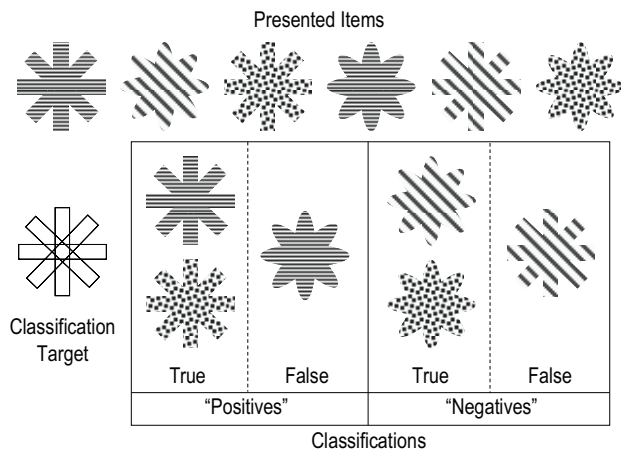 Presented Items
Classification
Target
True
False
True
False
"Positives"
"Negatives"
Classifications